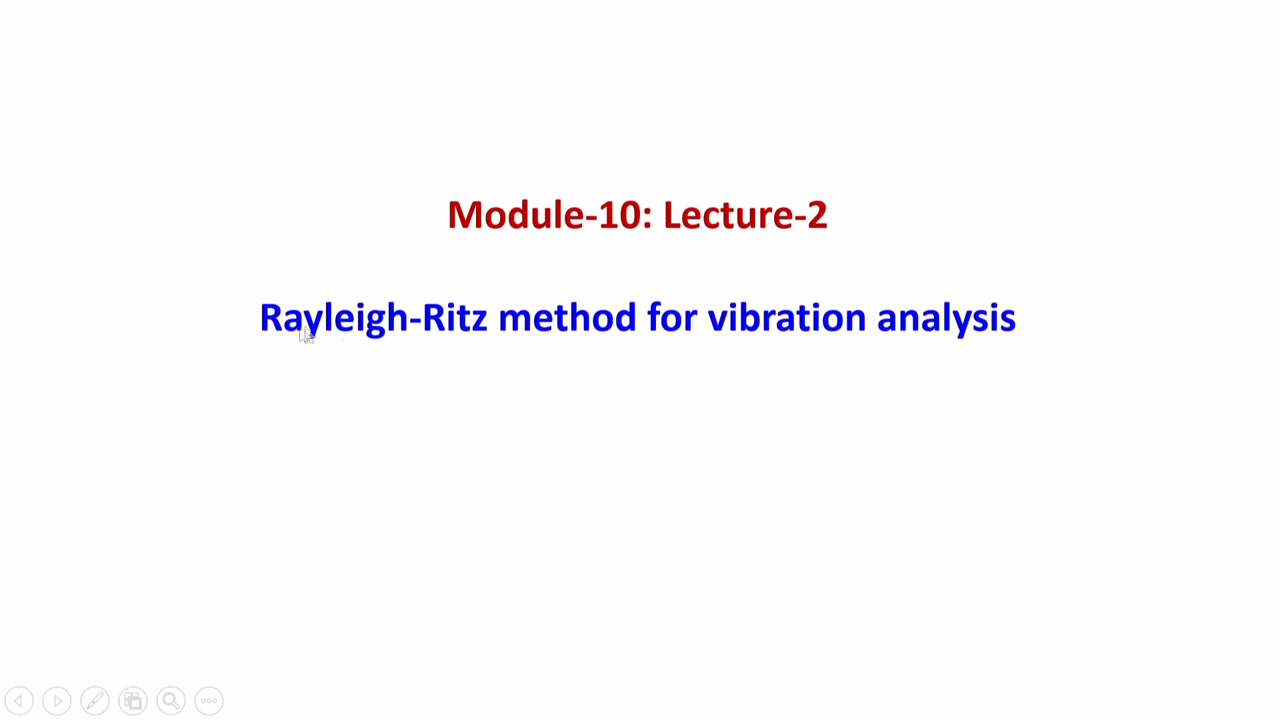 Module-10: Lecture-2
Rayleigh-Ritz method for vibration analysis